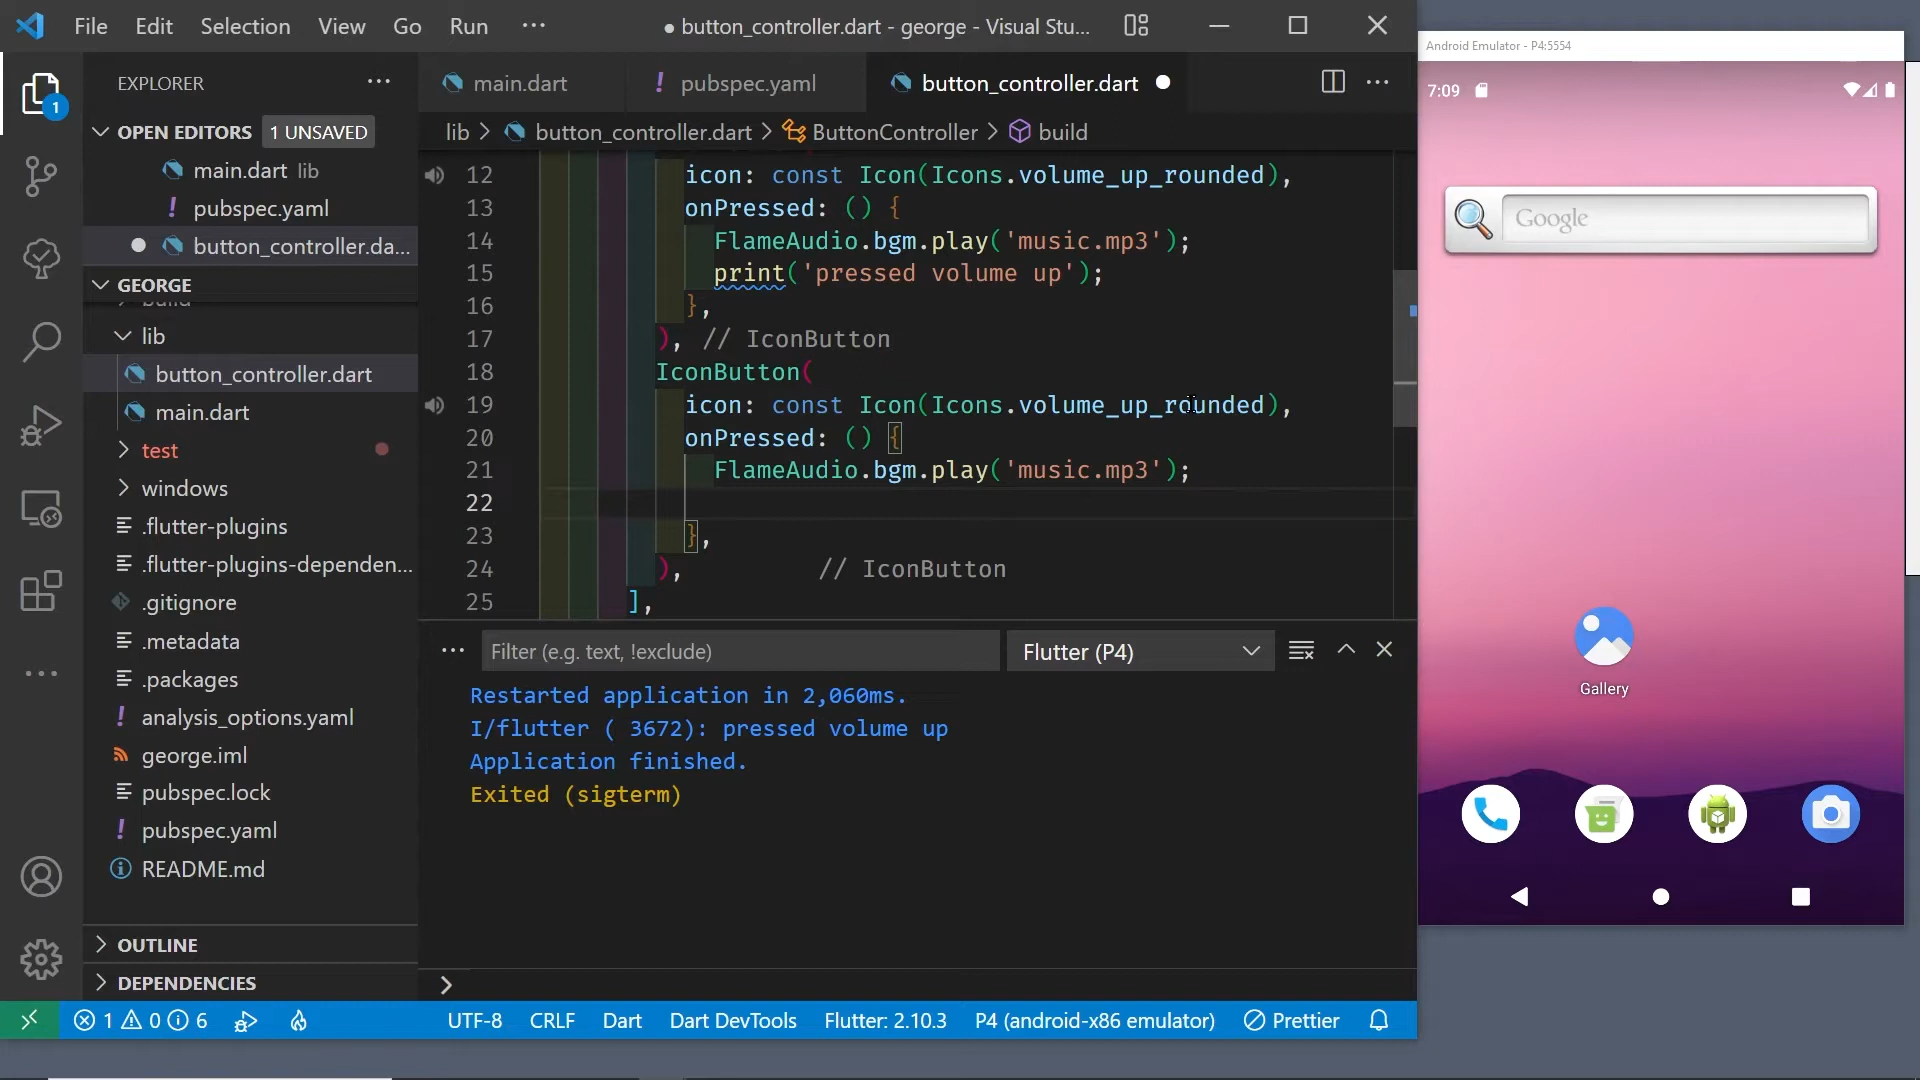 File Edit Selection View Go Run ··· ● button_controller.dart - george - Visual Stu...
EXPLORER ···
OPEN EDITORS 1 UNSAVED
main.dart lib
! pubspec.yaml
● button_controller.da...
GEORGE
build
lib
button_controller.dart
main.dart
test
windows
.flutter-plugins
.flutter-plugins-dependen...
.gitignore
.metadata
.packages
! analysis_options.yaml
george.iml
pubspec.lock
! pubspec.yaml
README.md
OUTLINE
DEPENDENCIES
1
main.dart ! pubspec.yaml button_controller.dart ●
lib > button_controller.dart > ButtonController > build
12 icon: const Icon(Icons.volume_up_rounded),
13 onPressed: () {
14 FlameAudio.bgm.play('music.mp3');
15 print('pressed volume up');
16 },
17 ), // IconButton
18 IconButton(
19 icon: const Icon(Icons.volume_up_rounded),
20 onPressed: () {
21 FlameAudio.bgm.play('music.mp3');
22
23 },
24 ), // IconButton
25 ],
··· Filter (e.g. text, !exclude) Flutter (P4)
Restarted application in 2,060ms.
I/flutter ( 3672): pressed volume up
Application finished.
Exited (sigterm)
>
1 0 6 UTF-8 CRLF Dart Dart DevTools Flutter: 2.10.3 P4 (android-x86 emulator) Prettier
Android Emulator - P4:5554
7:09
Google
Gallery